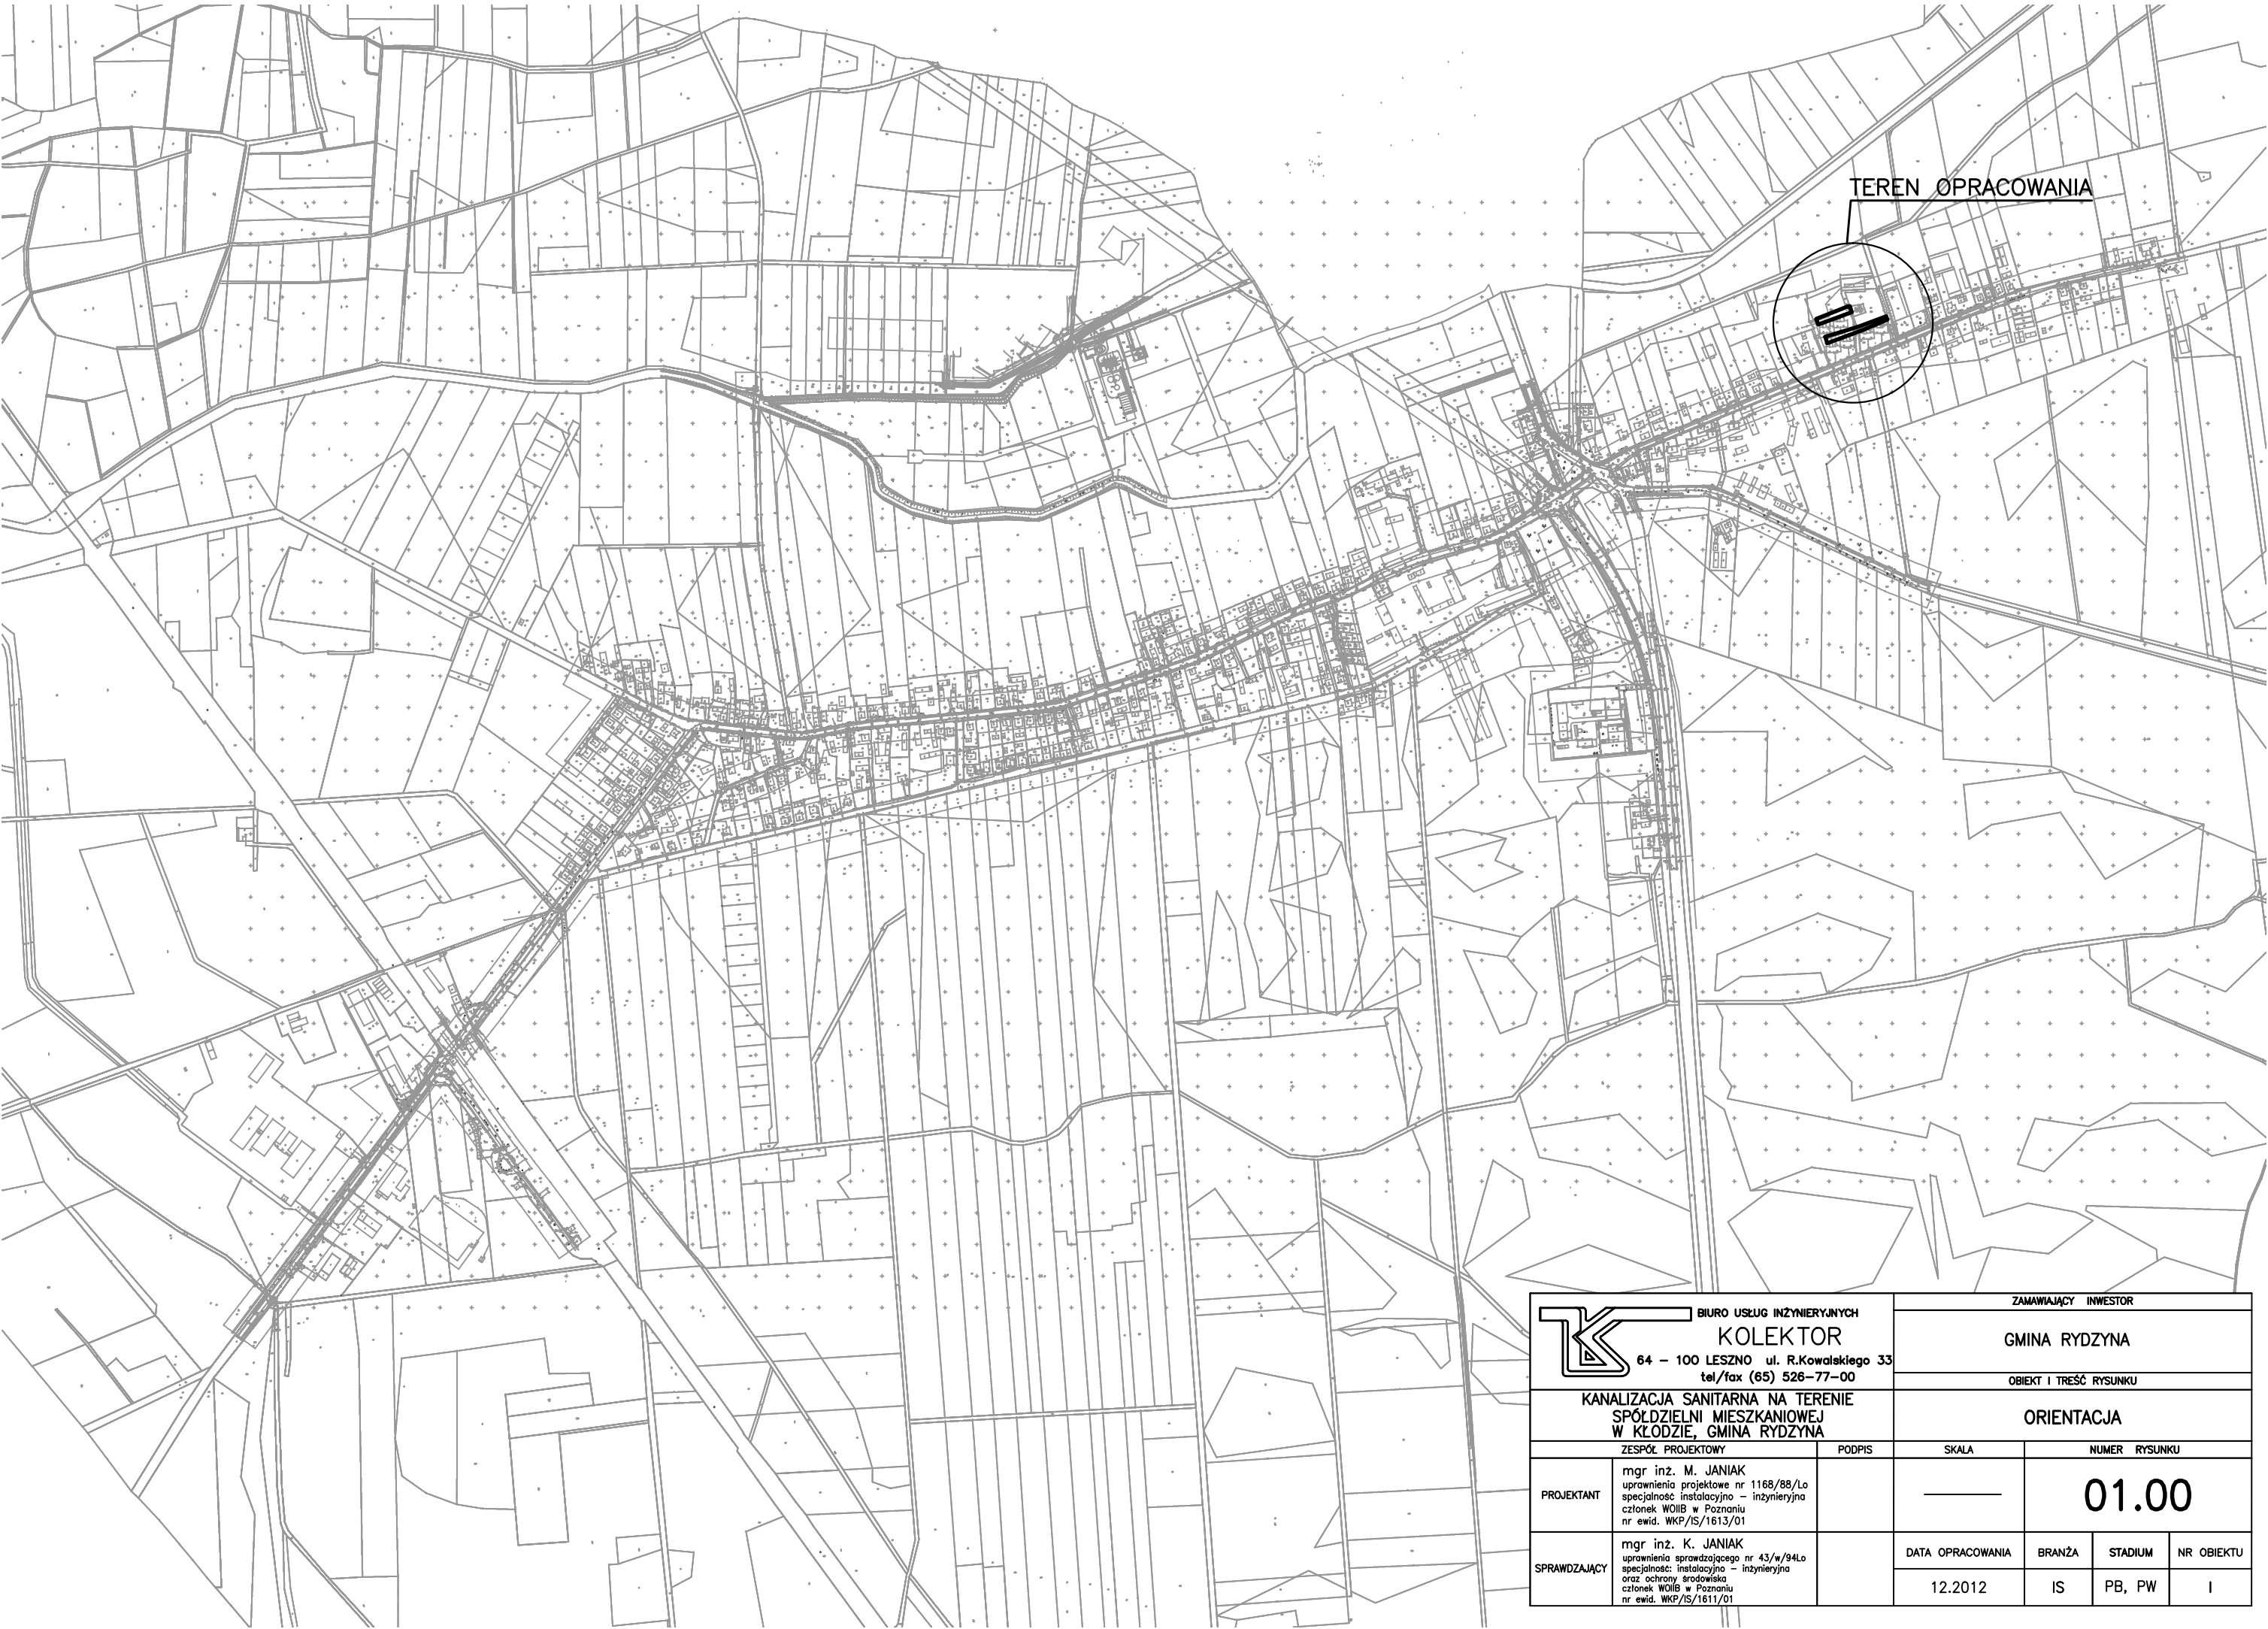 TEREN OPRACOWANIA
BIURO USŁUG INŻYNIERYJNYCH
KOLEKTOR
64 – 100 LESZNO ul. R.Kowalskiego 33
tel/fax (65) 526–77–00
KANALIZACJA SANITARNA NA TERENIE
SPÓŁDZIELNI MIESZKANIOWEJ
W KŁODZIE, GMINA RYDZYNA
ZAMAWIAJĄCY INWESTOR
GMINA RYDZYNA
OBIEKT I TREŚĆ RYSUNKU
ORIENTACJA
ZESPÓŁ PROJEKTOWY PODPIS SKALA NUMER RYSUNKU
PROJEKTANT
mgr inż. M. JANIAK
uprawnienia projektowe nr 1168/88/Lo
specjalność instalacyjno – inżynieryjna
członek WOIIB w Poznaniu
nr ewid. WKP/IS/1613/01
01.00
SPRAWDZAJĄCY
mgr inż. K. JANIAK
uprawnienia sprawdzającego nr 43/w/94Lo
specjalność: instalacyjno – inżynieryjna
oraz ochrony środowiska
członek WOIIB w Poznaniu
nr ewid. WKP/IS/1611/01
DATA OPRACOWANIA BRANŻA STADIUM NR OBIEKTU
12.2012 IS PB, PW I